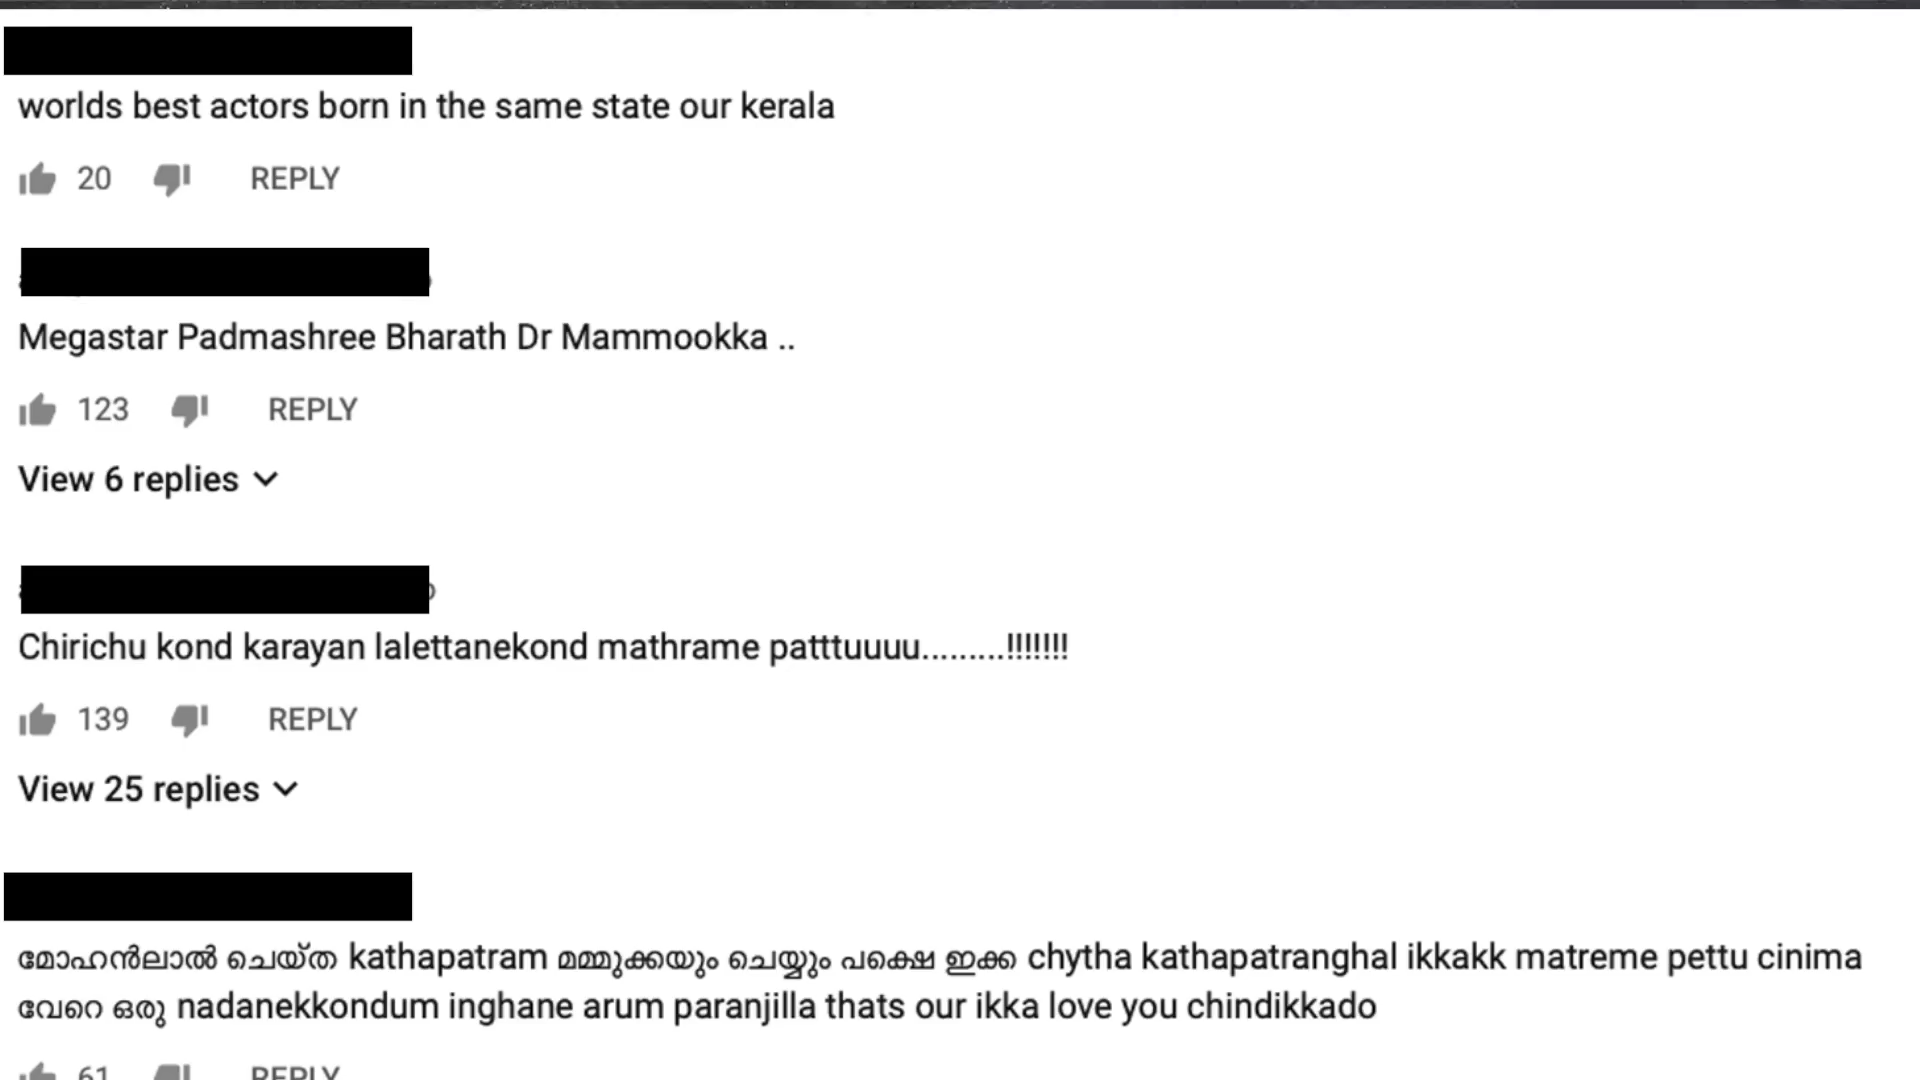 worlds best actors born in the same state our kerala
20 REPLY
Megastar Padmashree Bharath Dr Mammookka ..
123 REPLY
View 6 replies
Chirichu kond karayan lalettanekond mathrame patttuuuu.........!!!!!!!
139 REPLY
View 25 replies
മോഹൻലാൽ ചെയ്ത kathapatram മമ്മുക്കയും ചെയ്യും പക്ഷെ ഇക്ക chytha kathapatranghal ikkakk matreme pettu cinima
വേറെ ഒരു nadanekkondum inghane arum paranjilla thats our ikka love you chindikkado
61 REPLY